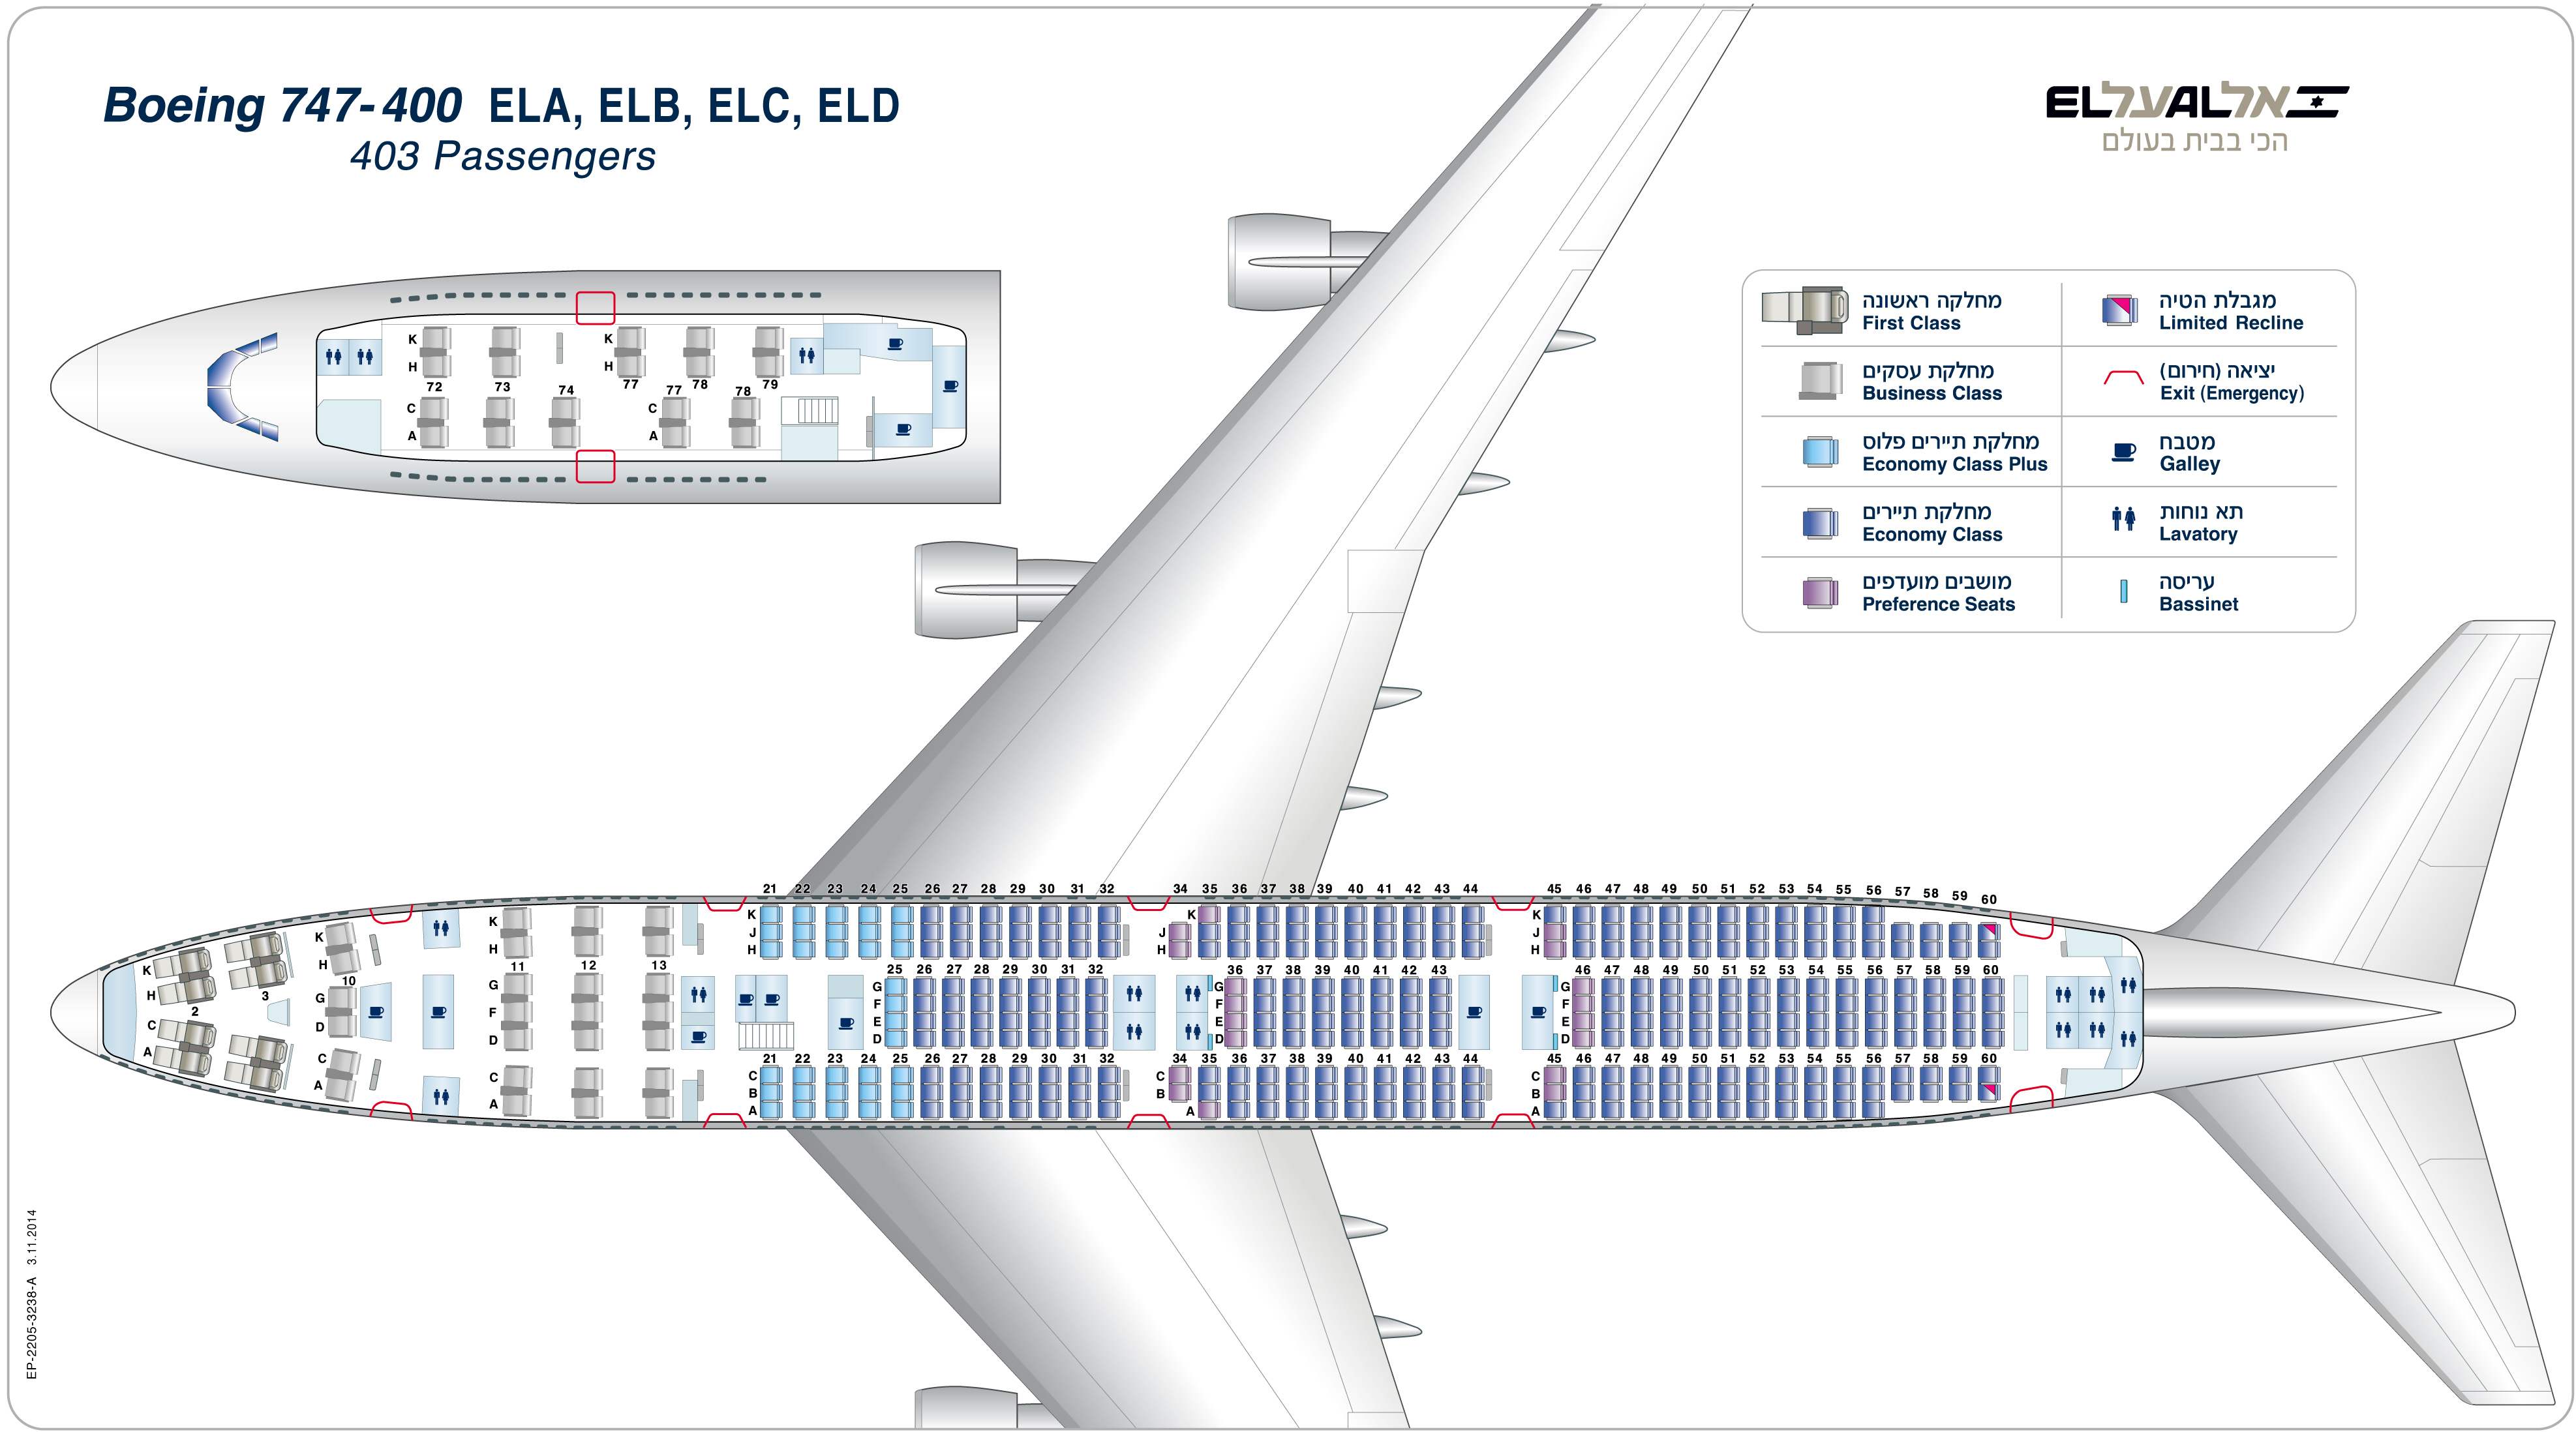 Boeing 747-400 ELA, ELB, ELC, ELD
403 Passengers
ELעלALאל
הכי בבית בעולם
מחלקה ראשונה
First Class
מגבלת הטיה
Limited Recline
מחלקת עסקים
Business Class
יציאה (חירום)
Exit (Emergency)
מחלקת תיירים פלוס
Economy Class Plus
מטבח
Galley
מחלקת תיירים
Economy Class
תא נוחות
Lavatory
מושבים מועדפים
Preference Seats
עריסה
Bassinet
K K
H H
72 73 77 78 79
74 77 78
C C
A A
21 22 23 24 25 26 27 28 29 30 31 32 34 35 36 37 38 39 40 41 42 43 44 45 46 47 48 49 50 51 52 53 54 55 56 57 58 59 60
K K K K K
J J J
H H H H H
K
H
3
2
C
A
10
G
D
C
A
11 12 13
G
F
D
C
A
25 26 27 28 29 30 31 32 36 37 38 39 40 41 42 43 46 47 48 49 50 51 52 53 54 55 56 57 58 59 60
G G G
F F F
E E E
D D D
21 22 23 24 25 26 27 28 29 30 31 32 34 35 36 37 38 39 40 41 42 43 44 45 46 47 48 49 50 51 52 53 54 55 56 57 58 59 60
C C C
B B B
A A A
EP-2205-3238-A 3.11.2014